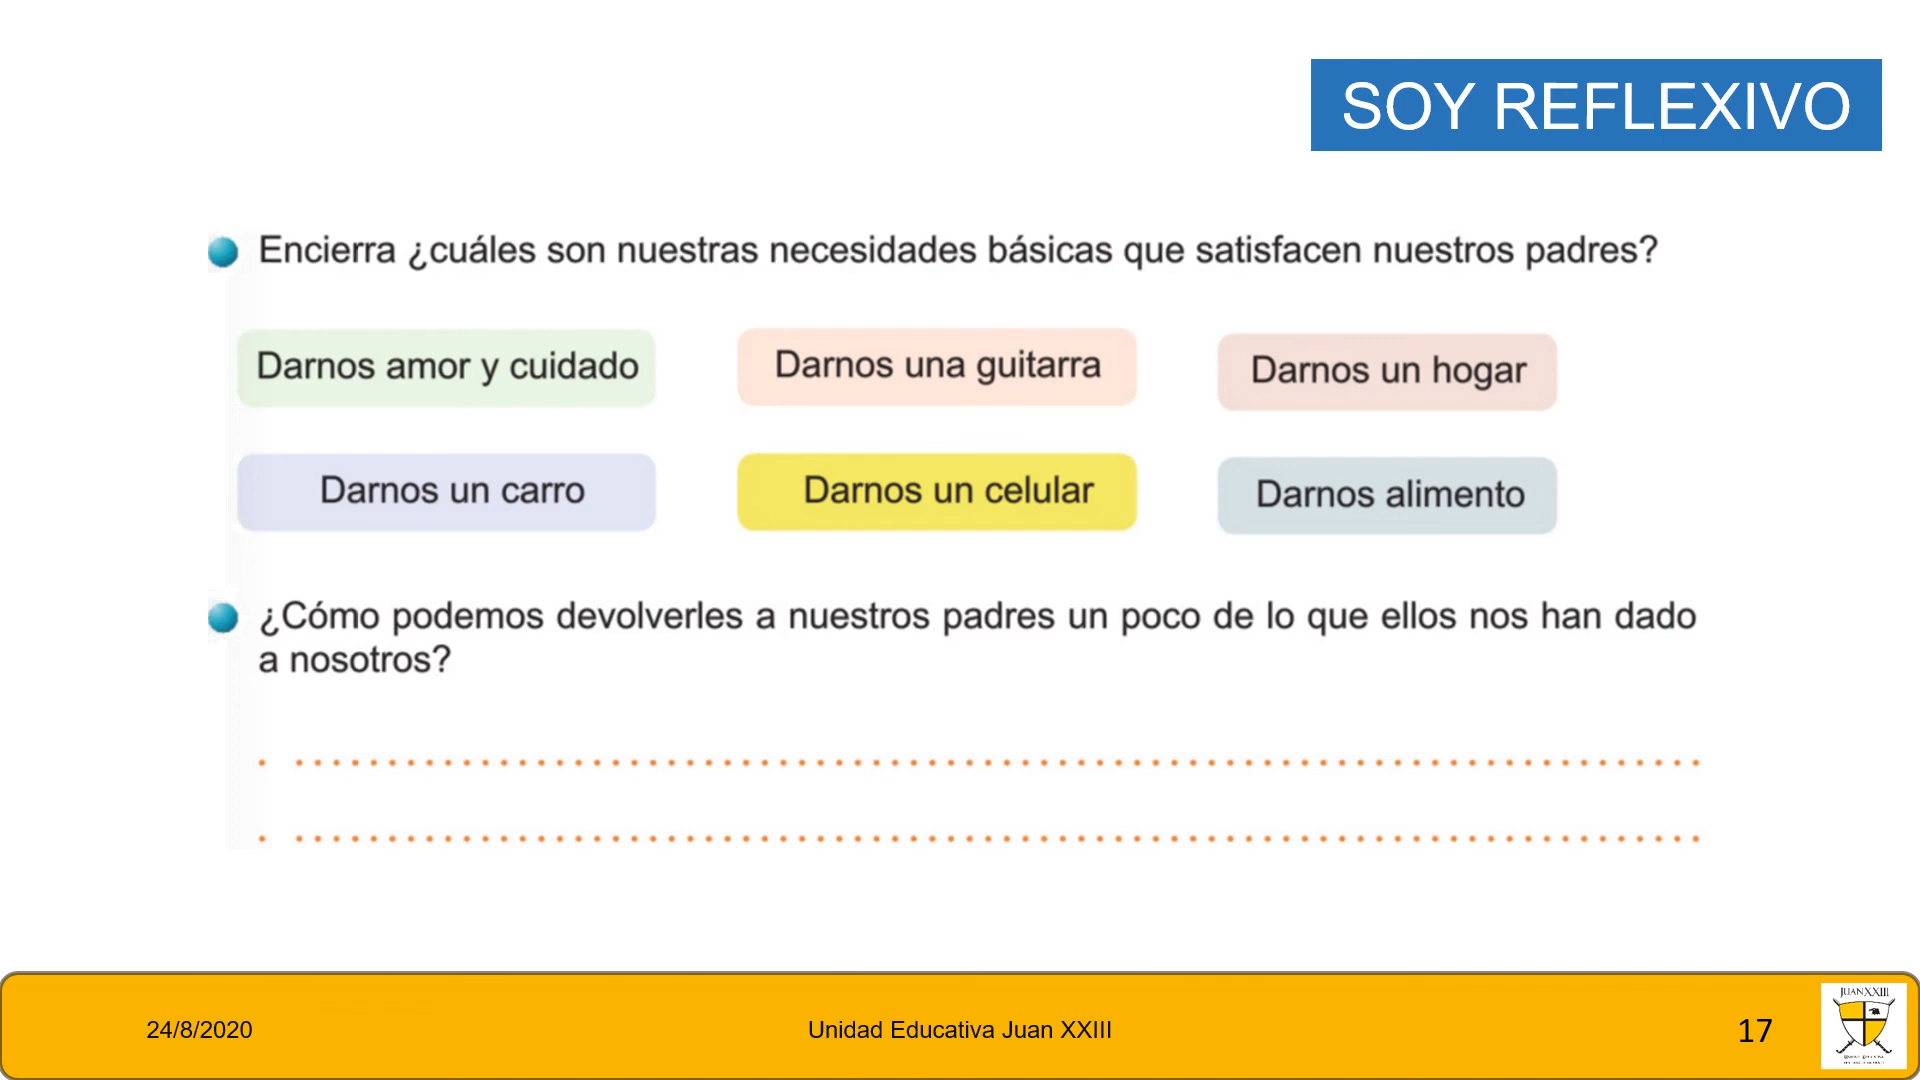 SOY REFLEXIVO
Encierra ¿cuáles son nuestras necesidades básicas que satisfacen nuestros padres?
Darnos amor y cuidado
Darnos una guitarra
Darnos un hogar
Darnos un carro
Darnos un celular
Darnos alimento
¿Cómo podemos devolverles a nuestros padres un poco de lo que ellos nos han dado
a nosotros?
24/8/2020
Unidad Educativa Juan XXIII
17
JUAN XXIII